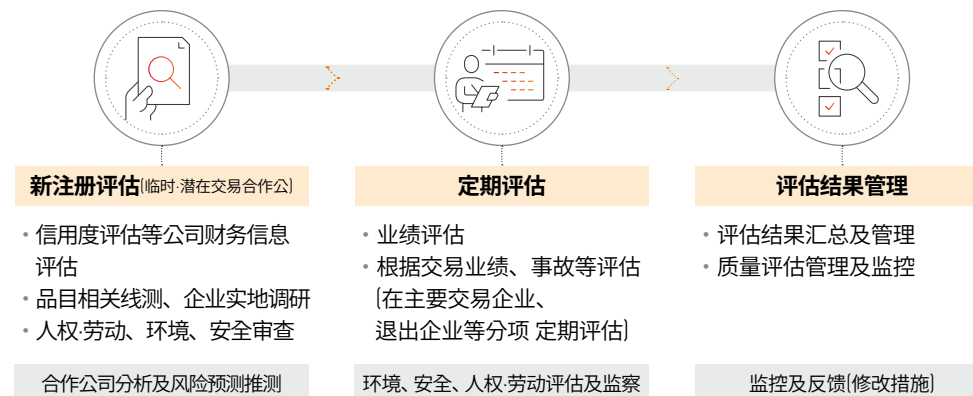 新注册评估(临时·潜在交易合作公)
·信用度评估等公司财务信息
评估
·品目相关线测、企业实地调研
·人权·劳动、环境、安全审查
合作公司分析及风险预测推测
定期评估
·业绩评估
·根据交易业绩、事故等评估
(在主要交易企业、
退出企业等分项 定期评估)
环境、安全、人权·劳动评估及监察
评估结果管理
·评估结果汇总及管理
·质量评估管理及监控
监控及反馈(修改措施)